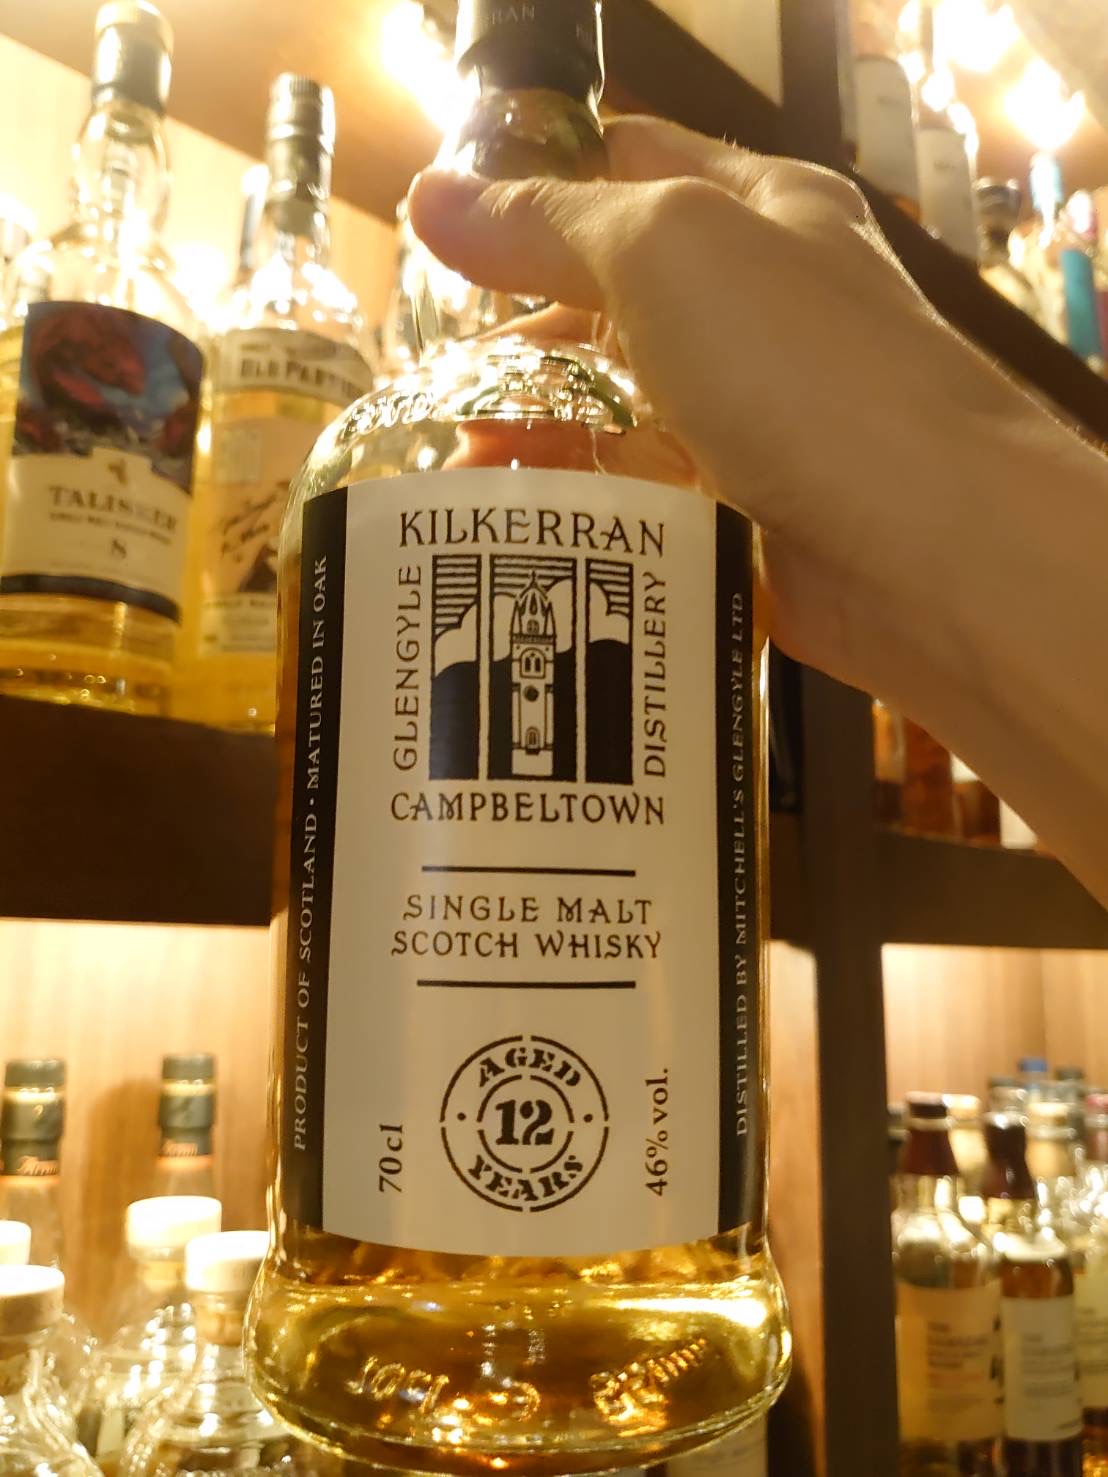 KILKERRAN
GLENGYLE
DISTILLERY
CAMPBELTOWN
SINGLE MALT
SCOTCH WHISKY
AGED
12
YEARS
70cl
46% vol.
PRODUCT OF SCOTLAND • MATURED IN OAK
DISTILLED BY MITCHELL'S GLENGYLE LTD
TALISKER
8
OLD